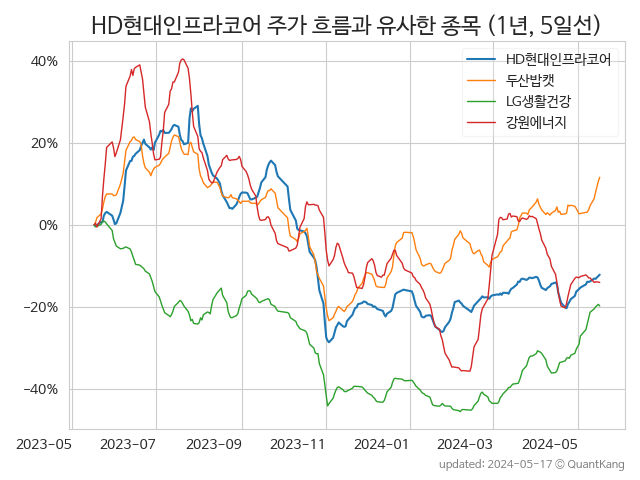 HD현대인프라코어 주가 흐름과 유사한 종목 (1년, 5일선)
HD현대인프라코어
두산밥캣
LG생활건강
강원에너지
40%
20%
0%
−20%
−40%
2023-05 2023-07 2023-09 2023-11 2024-01 2024-03 2024-05
updated: 2024-05-17 © QuantKang